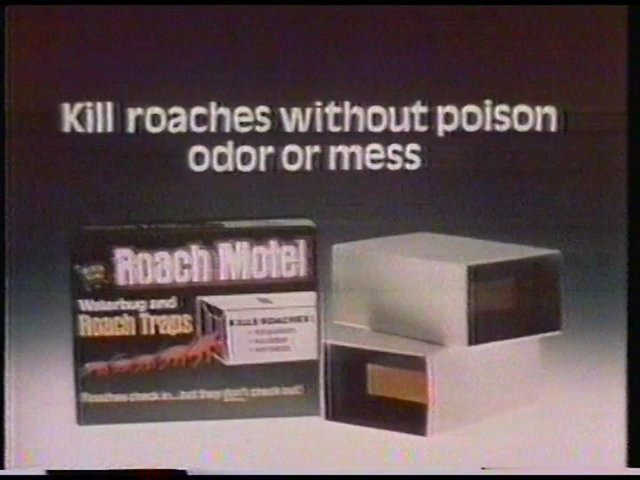 Kill roaches without poison
odor or mess
Roach Motel
Waterbug and
Roach Traps
KILLS ROACHES!
Roaches check in...but they don't check out!